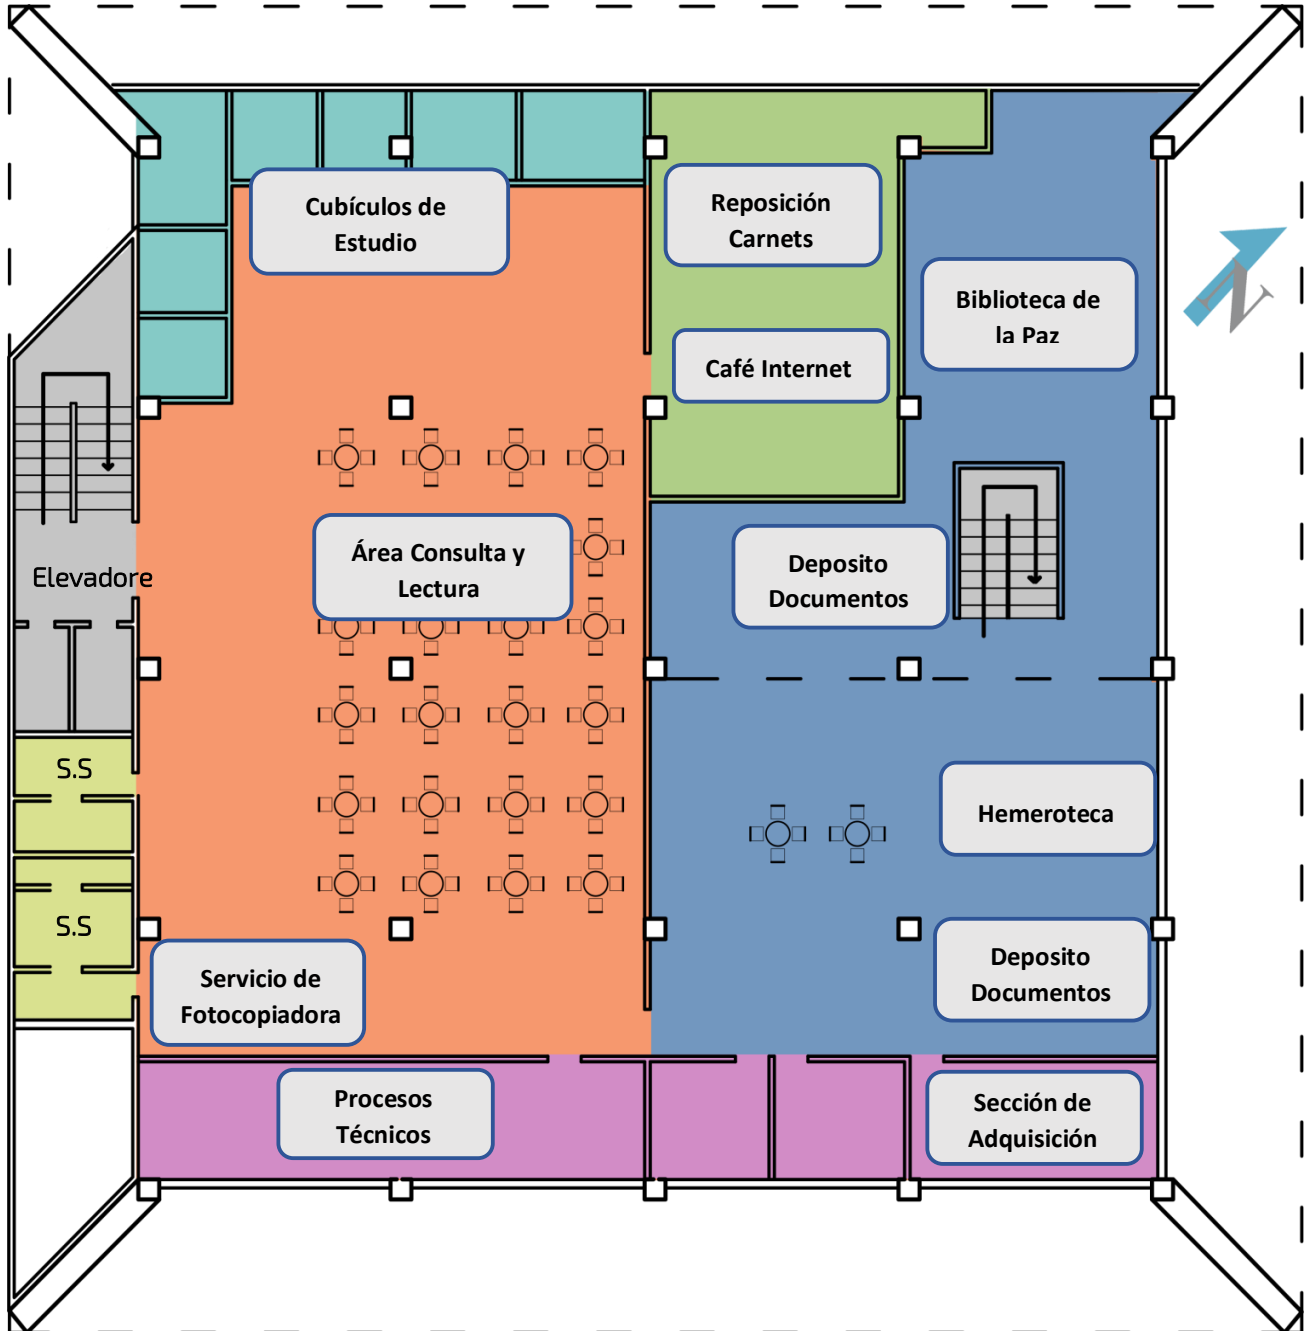 Cubículos de
Estudio
Reposición
Carnets
Biblioteca de
la Paz
N
Café Internet
Área Consulta y
Lectura
Deposito
Documentos
Elevadore
S.S
Hemeroteca
S.S
Servicio de
Fotocopiadora
Deposito
Documentos
Procesos
Técnicos
Sección de
Adquisición